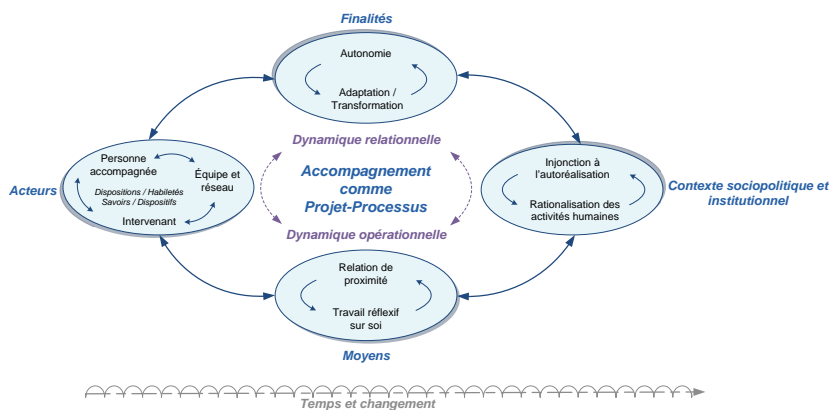 Finalités
Autonomie
Adaptation /
Transformation
Dynamique relationnelle
Accompagnement
comme
Projet-Processus
Dynamique opérationnelle
Acteurs
Personne
accompagnée
Équipe et
réseau
Dispositions / Habiletés
Savoirs / Dispositifs
Intervenant
Injonction à
l’autoréalisation
Rationalisation des
activités humaines
Contexte sociopolitique et
institutionnel
Relation de
proximité
Travail réflexif
sur soi
Moyens
Temps et changement